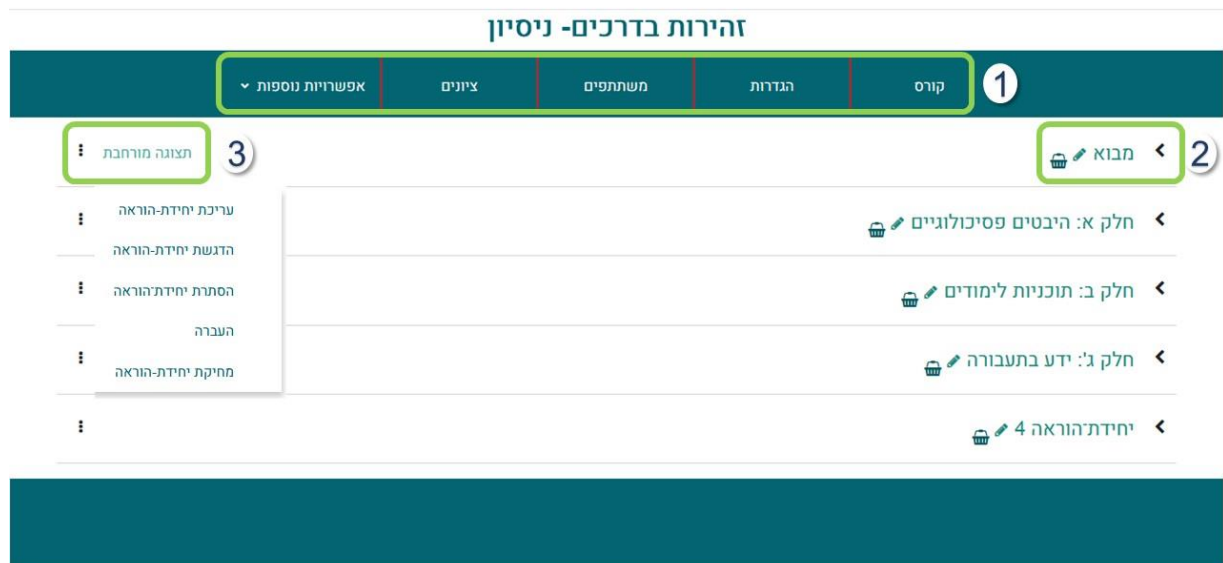 זהירות בדרכים- ניסיון
קורס הגדרות משתתפים ציונים אפשרויות נוספות
1
2
מבוא
3
תצוגה מורחבת
עריכת יחידת-הוראה
הדגשת יחידת-הוראה
הסתרת יחידת־הוראה
העברה
מחיקת יחידת-הוראה
חלק א: היבטים פסיכולוגיים
חלק ב: תוכניות לימודים
חלק ג': ידע בתעבורה
יחידת־הוראה 4